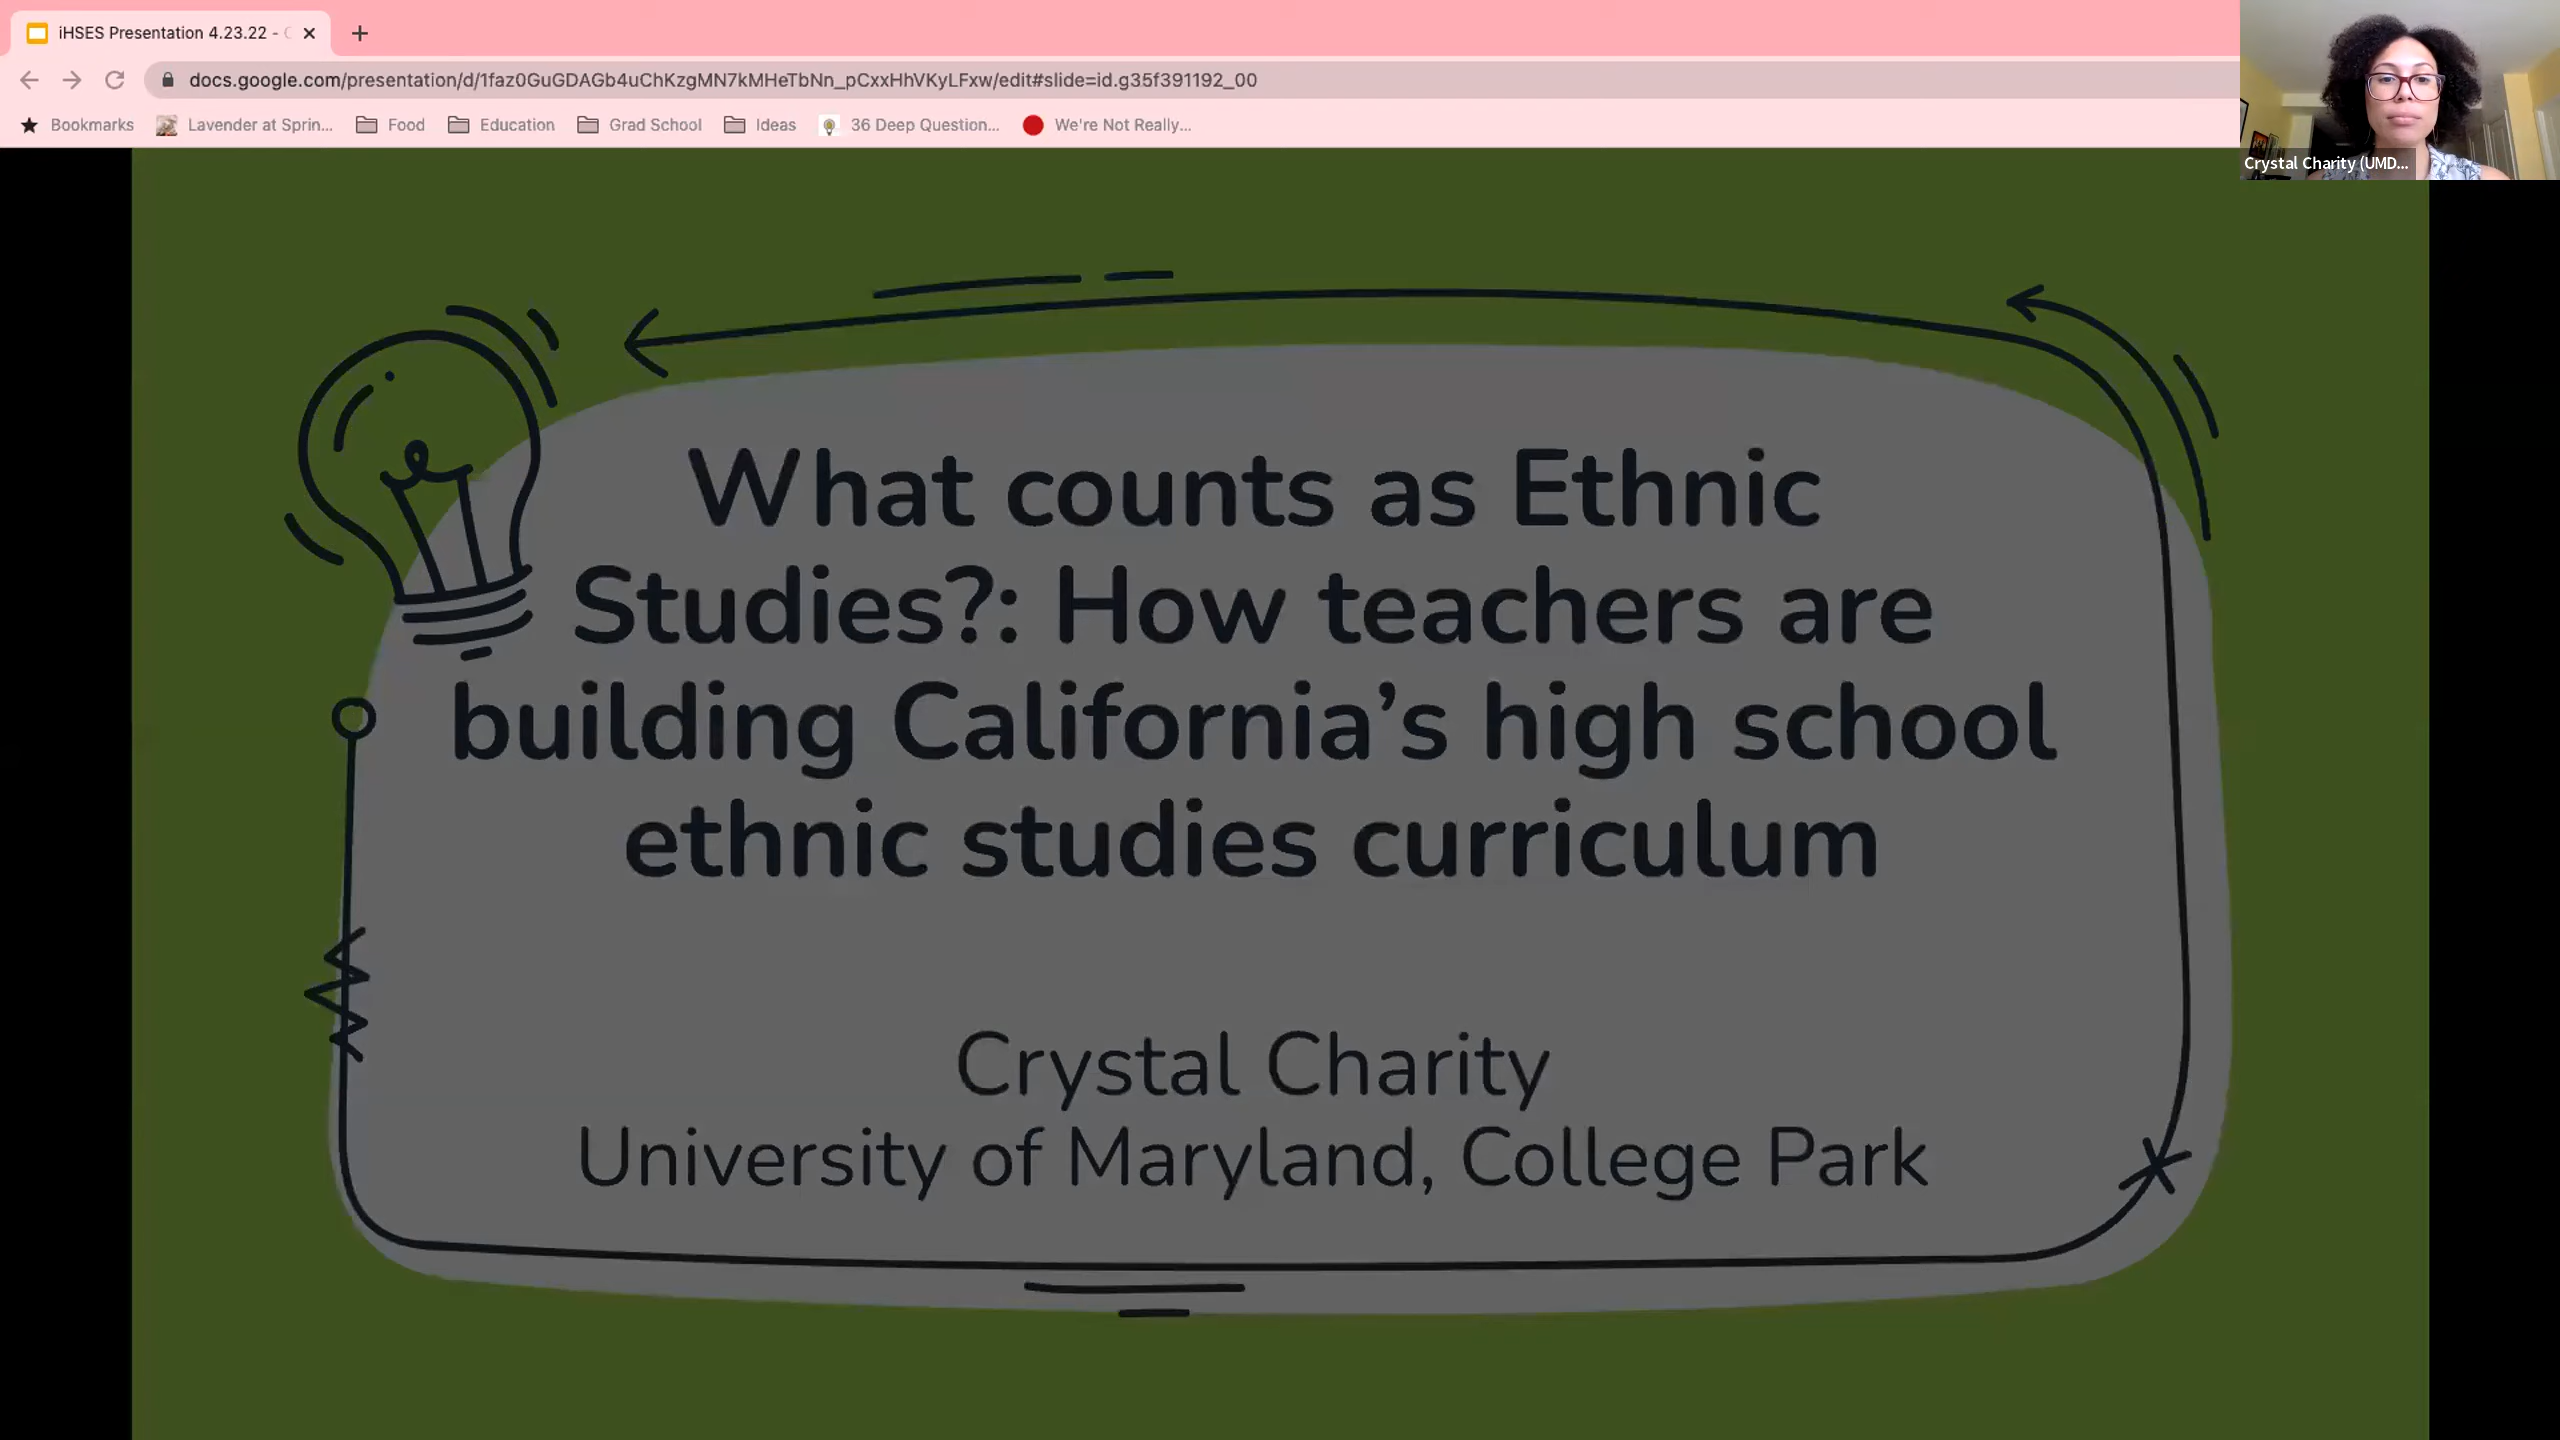 iHSES Presentation 4.23.22 -
docs.google.com/presentation/d/1faz0GuGDAGb4uChKzgMN7kMHeTbNn_pCxxHhVKyLFxw/edit#slide=id.g35f391192_00
Bookmarks Lavender at Sprin... Food Education Grad School Ideas 36 Deep Question... We're Not Really...
Crystal Charity (UMD...
What counts as Ethnic
Studies?: How teachers are
building California’s high school
ethnic studies curriculum
Crystal Charity
University of Maryland, College Park